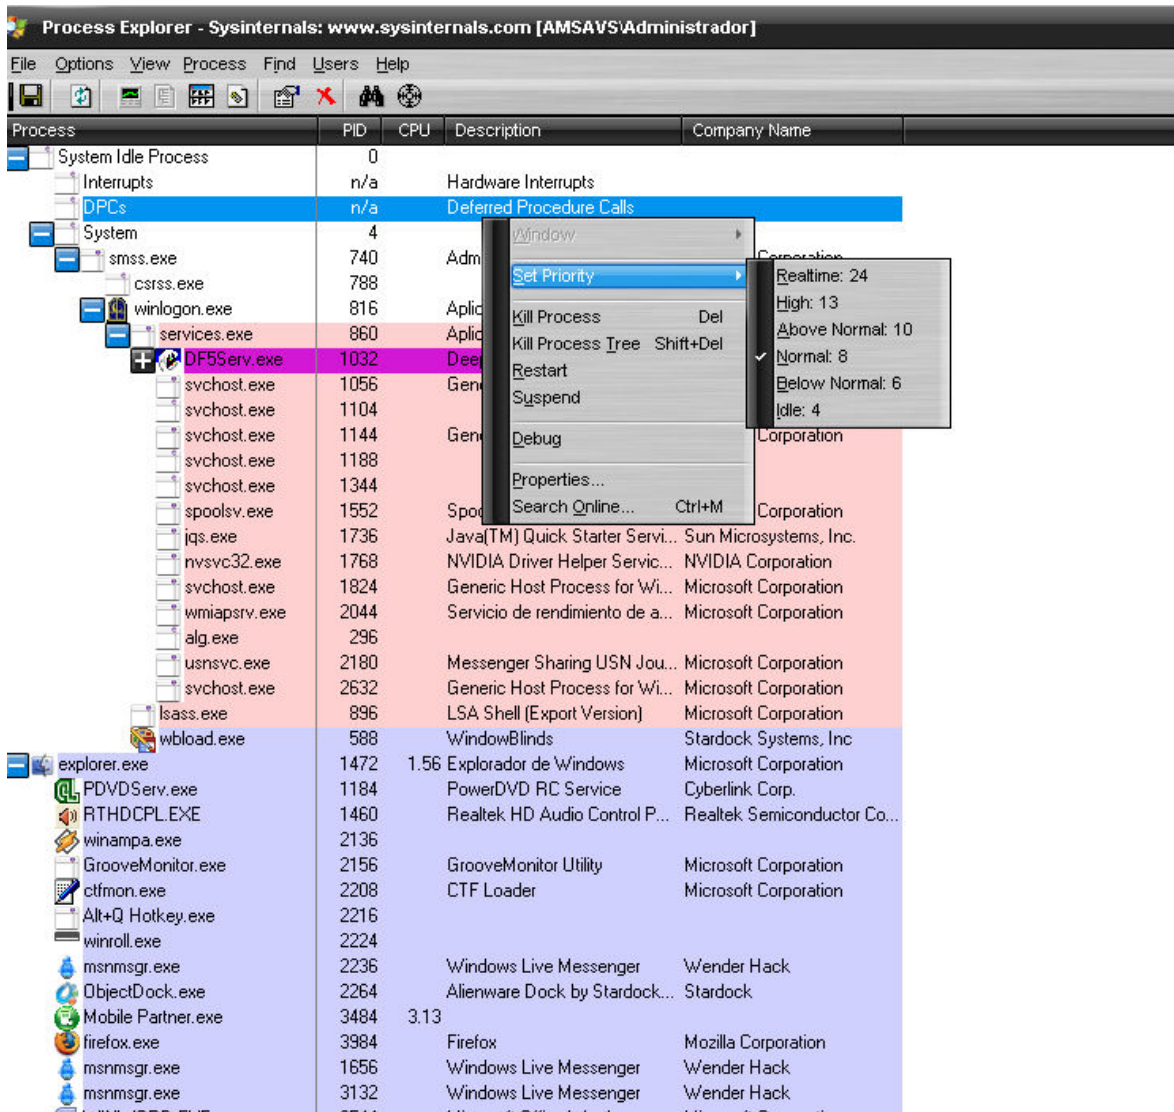 Process Explorer - Sysinternals: www.sysinternals.com [AMSAVS\Administrador]
File Options View Process Find Users Help
Process PID CPU Description Company Name
System Idle Process 0
Interrupts n/a Hardware Interrupts
DPCs n/a Deferred Procedure Calls
System 4 Window
smss.exe 740 Adm Corporation
Set Priority Realtime: 24
csrss.exe 788
High: 13
winlogon.exe 816 Aplic Kill Process Del
Above Normal: 10
services.exe 860 Aplic Kill Process Tree Shift+Del
DF5Serv.exe 1032 Deep Restart Normal: 8
svchost.exe 1056 Gen Suspend Below Normal: 6
svchost.exe 1104 Idle: 4
svchost.exe 1144 Gen Debug Corporation
svchost.exe 1188
svchost.exe 1344 Properties...
spoolsv.exe 1552 Spoo Search Online... Ctrl+M Corporation
jqs.exe 1736 Java(TM) Quick Starter Servi... Sun Microsystems, Inc.
nvsvc32.exe 1768 NVIDIA Driver Helper Servic... NVIDIA Corporation
svchost.exe 1824 Generic Host Process for Wi... Microsoft Corporation
wmiapsrv.exe 2044 Servicio de rendimiento de a... Microsoft Corporation
alg.exe 296
usnsvc.exe 2180 Messenger Sharing USN Jou... Microsoft Corporation
svchost.exe 2632 Generic Host Process for Wi... Microsoft Corporation
lsass.exe 896 LSA Shell (Export Version) Microsoft Corporation
wbload.exe 588 WindowBlinds Stardock Systems, Inc
explorer.exe 1472 1.56 Explorador de Windows Microsoft Corporation
PDVDServ.exe 1184 PowerDVD RC Service Cyberlink Corp.
RTHDCPL.EXE 1460 Realtek HD Audio Control P... Realtek Semiconductor Co...
winampa.exe 2136
GrooveMonitor.exe 2156 GrooveMonitor Utility Microsoft Corporation
ctfmon.exe 2208 CTF Loader Microsoft Corporation
Alt+Q Hotkey.exe 2216
winroll.exe 2224
msnmsgr.exe 2236 Windows Live Messenger Wender Hack
ObjectDock.exe 2264 Alienware Dock by Stardock... Stardock
Mobile Partner.exe 3484 3.13
firefox.exe 3984 Firefox Mozilla Corporation
msnmsgr.exe 1656 Windows Live Messenger Wender Hack
msnmsgr.exe 3132 Windows Live Messenger Wender Hack